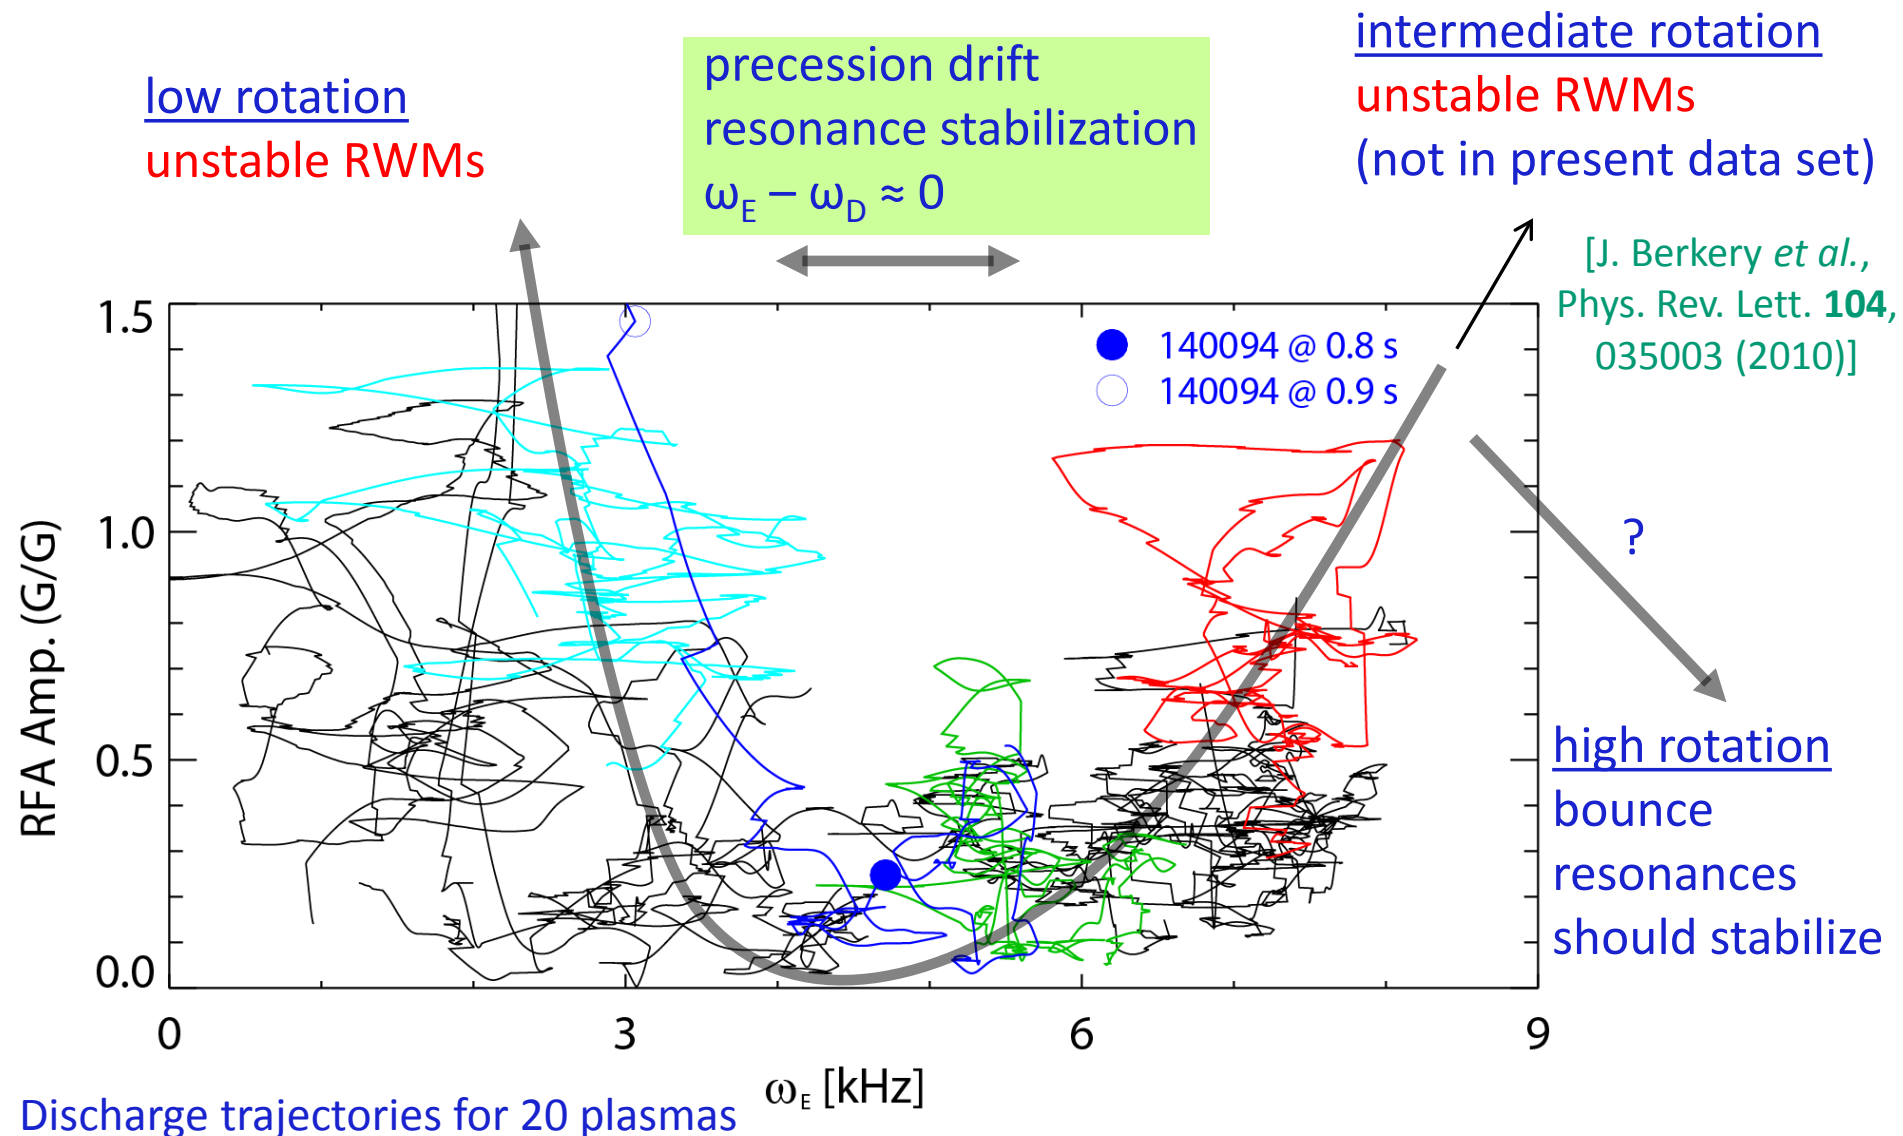 low rotation
unstable RWMs
precession drift
resonance stabilization
ωE – ωD ≈ 0
intermediate rotation
unstable RWMs
(not in present data set)
[J. Berkery et al.,
Phys. Rev. Lett. 104,
035003 (2010)]
140094 @ 0.8 s
140094 @ 0.9 s
?
high rotation
bounce
resonances
should stabilize
RFA Amp. (G/G)
1.5
1.0
0.5
0.0
0
3
6
9
ωE [kHz]
Discharge trajectories for 20 plasmas